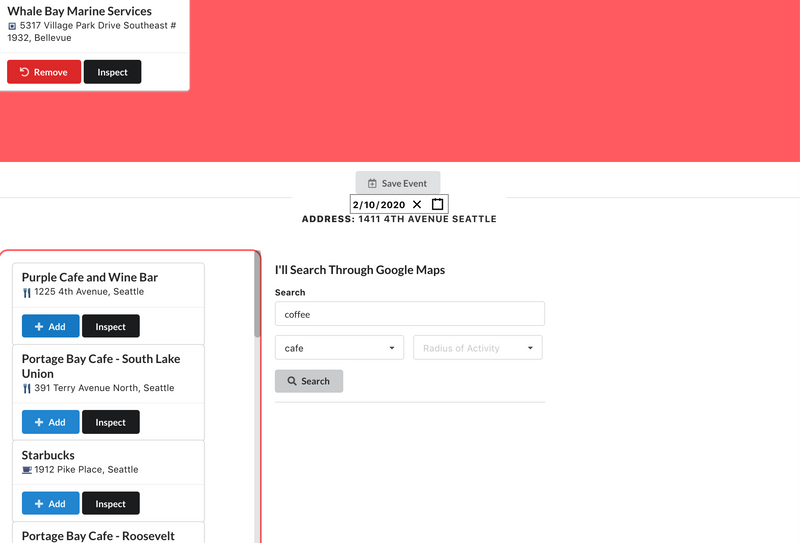 Whale Bay Marine Services
5317 Village Park Drive Southeast #
1932, Bellevue
Remove Inspect
Save Event
2/10/2020
ADDRESS: 1411 4TH AVENUE SEATTLE
Purple Cafe and Wine Bar
1225 4th Avenue, Seattle
Add Inspect
Portage Bay Cafe - South Lake
Union
391 Terry Avenue North, Seattle
Add Inspect
Starbucks
1912 Pike Place, Seattle
Add Inspect
Portage Bay Cafe - Roosevelt
I'll Search Through Google Maps
Search
coffee
cafe Radius of Activity
Search